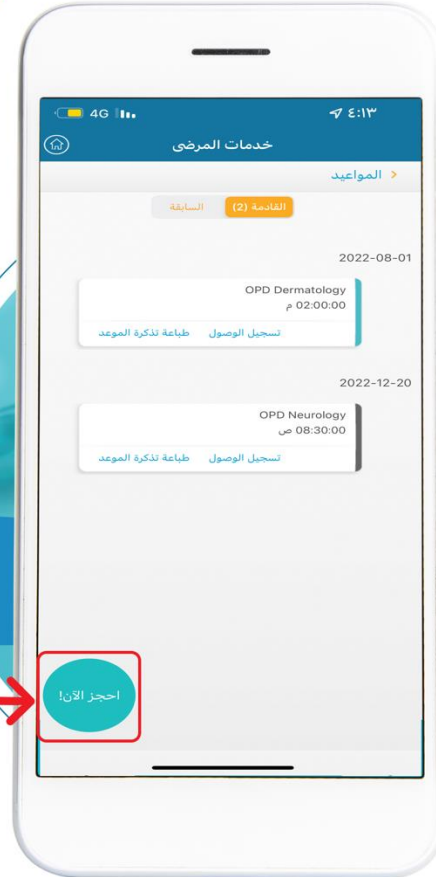 ٤:١٣ 4G
خدمات المرضى
المواعيد
القادمة (2) السابقة
2022-08-01
OPD Dermatology
02:00:00 م
تسجيل الوصول طباعة تذكرة الموعد
2022-12-20
OPD Neurology
08:30:00 ص
تسجيل الوصول طباعة تذكرة الموعد
احجز الآن!